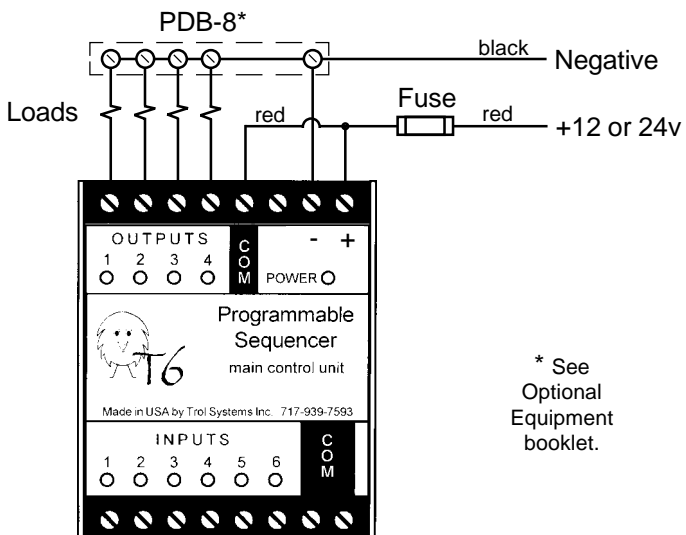 PDB-8*
black
Negative
Loads
Fuse
red
red
+12 or 24v
OUTPUTS
1 2 3 4
COM
- +
POWER
Programmable
Sequencer
main control unit
T6
Made in USA by Trol Systems Inc. 717-939-7593
INPUTS
1 2 3 4 5 6
COM
* See
Optional
Equipment
booklet.